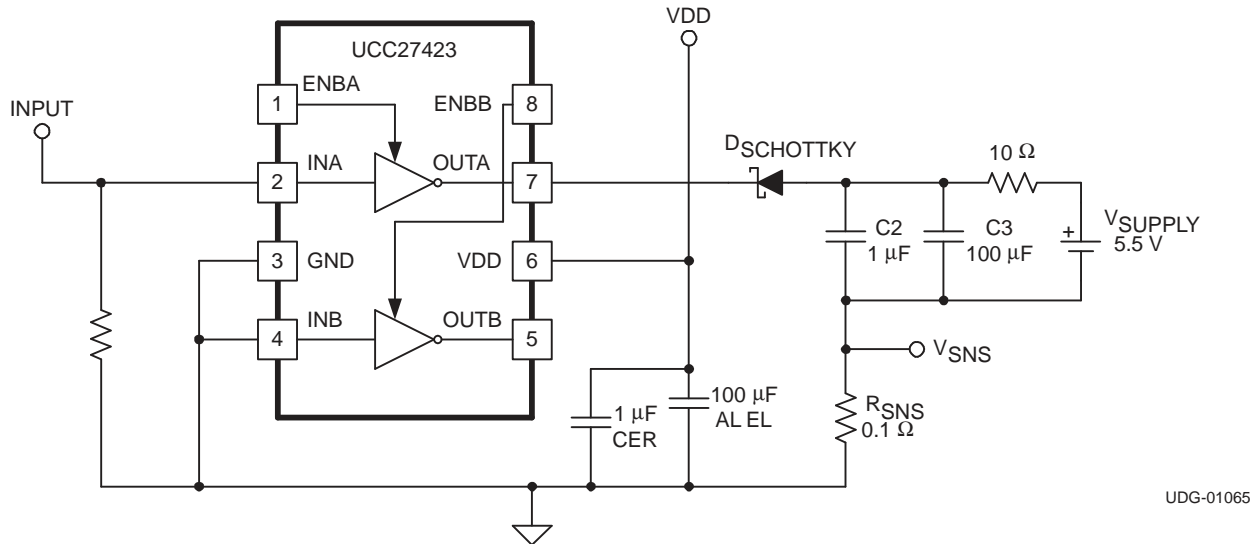 VDD
UCC27423
ENBA
ENBB
1
8
INPUT
INA
OUTA
2
7
DSCHOTTKY
10 Ω
C2
1 μF
C3
100 μF
+
VSUPPLY
5.5 V
3
GND
VDD
6
4
INB
OUTB
5
VSNS
1 μF
CER
100 μF
AL EL
RSNS
0.1 Ω
UDG-01065